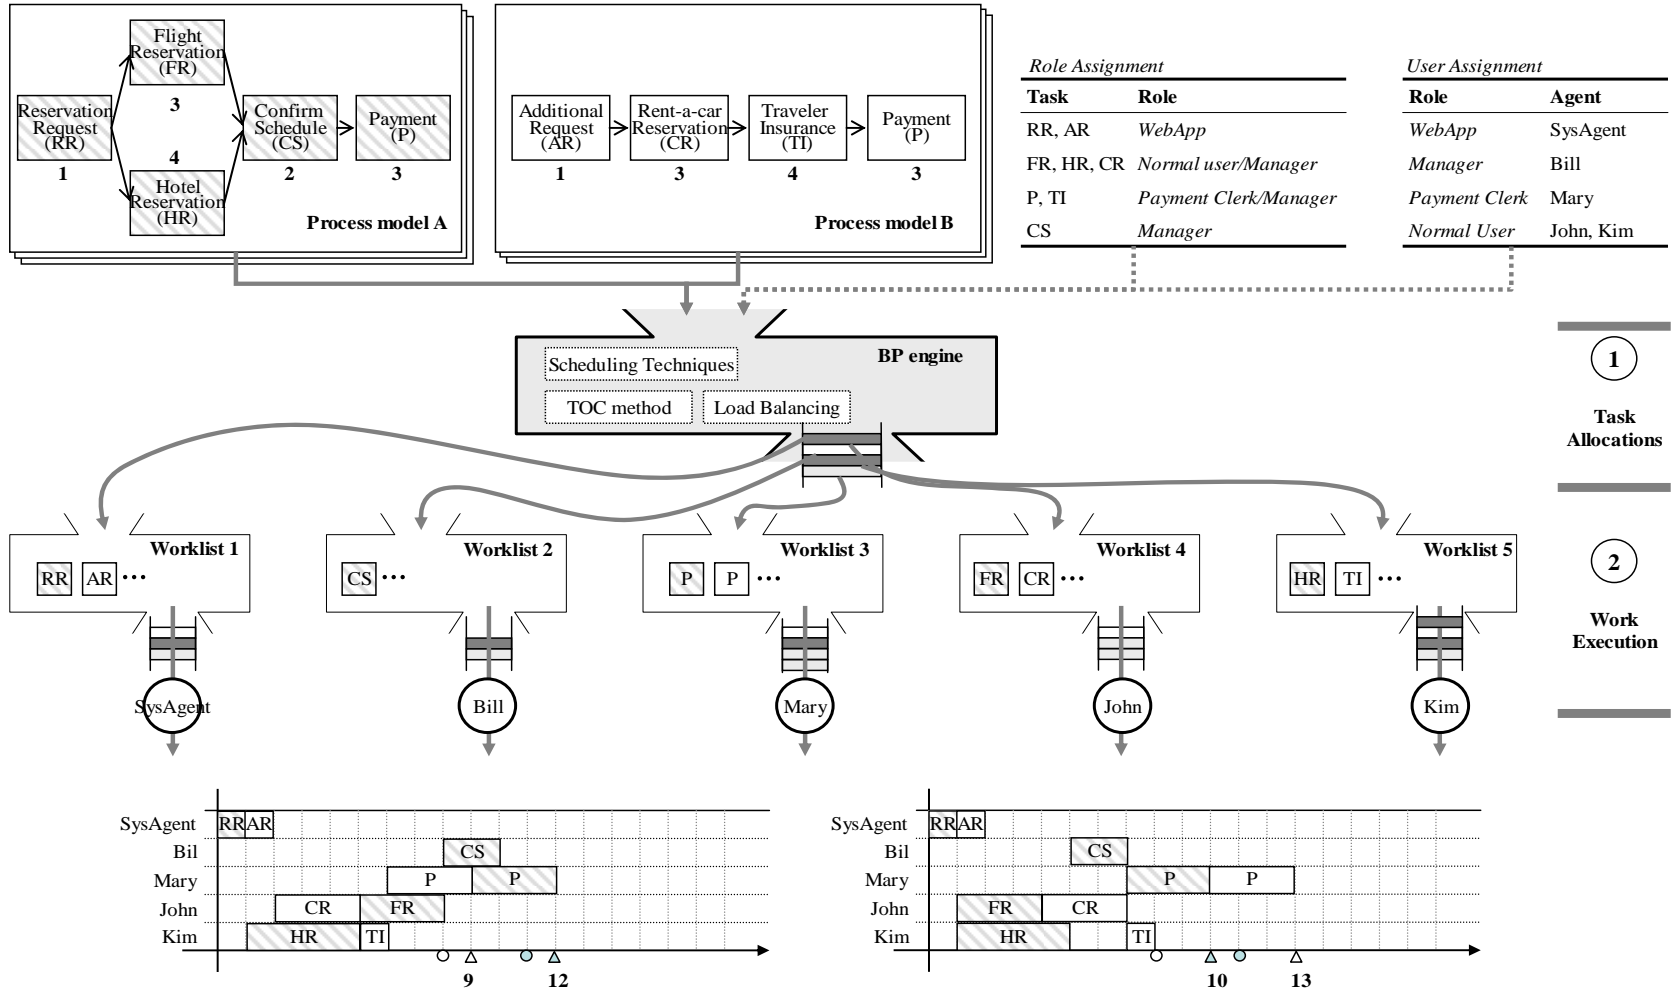 Flight
Reservation
(FR)
3
Reservation
Request
(RR)
1
4
Hotel
Reservation
(HR)
Confirm
Schedule
(CS)
2
Payment
(P)
3
Process model A
Additional
Request
(AR)
1
Rent-a-car
Reservation
(CR)
3
Traveler
Insurance
(TI)
4
Payment
(P)
3
Process model B
Role Assignment
Task Role
RR, AR WebApp
FR, HR, CR Normal user/Manager
P, TI Payment Clerk/Manager
CS Manager
User Assignment
Role Agent
WebApp SysAgent
Manager Bill
Payment Clerk Mary
Normal User John, Kim
BP engine
Scheduling Techniques
TOC method Load Balancing
1
Task
Allocations
Worklist 1
RR AR ...
Worklist 2
CS ...
Worklist 3
P P ...
Worklist 4
FR CR ...
Worklist 5
HR TI ...
2
Work
Execution
SysAgent
Bill
Mary
John
Kim
SysAgent RR AR
Bil CS
Mary P P
John CR FR
Kim HR TI
9 12
SysAgent RR AR
Bil CS
Mary P P
John FR CR
Kim HR TI
10 13